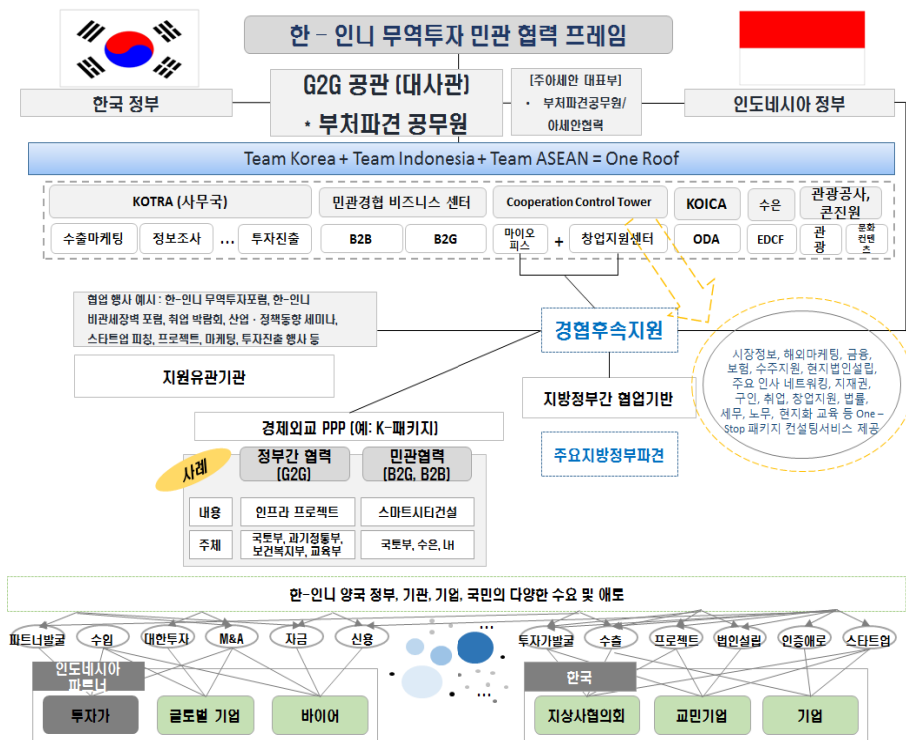 한 – 인니 무역투자 민관 협력 프레임
한국 정부
G2G 공관 (대사관)
* 부처파견 공무원
[주아세안 대표부]
• 부처파견공무원/
아세안협력
인도네시아 정부
Team Korea + Team Indonesia + Team ASEAN = One Roof
KOTRA (사무국)
민관경협 비즈니스 센터
Cooperation Control Tower
KOICA
수은
관광공사,
콘진원
수출마케팅
정보조사
...
투자진출
B2B
B2G
마이오
피스
+
창업지원센터
ODA
EDCF
관
광
문화
컨텐
츠
협업 행사 예시 : 한-인니 무역투자포럼, 한-인니
비관세장벽 포럼, 취업 박람회, 산업·정책동향 세미나,
스타트업 피칭, 프로젝트, 마케팅, 투자진출 행사 등
지원유관기관
경협후속지원
시장정보, 해외마케팅, 금융,
보험, 수주지원, 현지법인설립,
주요 인사 네트워킹, 지재권,
구인, 취업, 창업지원, 법률,
세무, 노무, 현지화 교육 등 One –
Stop 패키지 컨설팅서비스 제공
지방정부간 협업기반
주요지방정부파견
경제외교 PPP (예: K-패키지)
사례
정부간 협력
(G2G)
민관협력
(B2G, B2B)
내용
인프라 프로젝트
스마트시티건설
주체
국토부, 과기정통부,
보건복지부, 교육부
국토부, 수은, LH
한-인니 양국 정부, 기관, 기업, 국민의 다양한 수요 및 애로
파트너발굴
수입
대한투자
M&A
자금
신용
...
투자가발굴
수출
프로젝트
법인설립
인증애로
스타트업
인도네시아
파트너
투자가
글로벌 기업
바이어
...
한국
지상사협의회
교민기업
기업